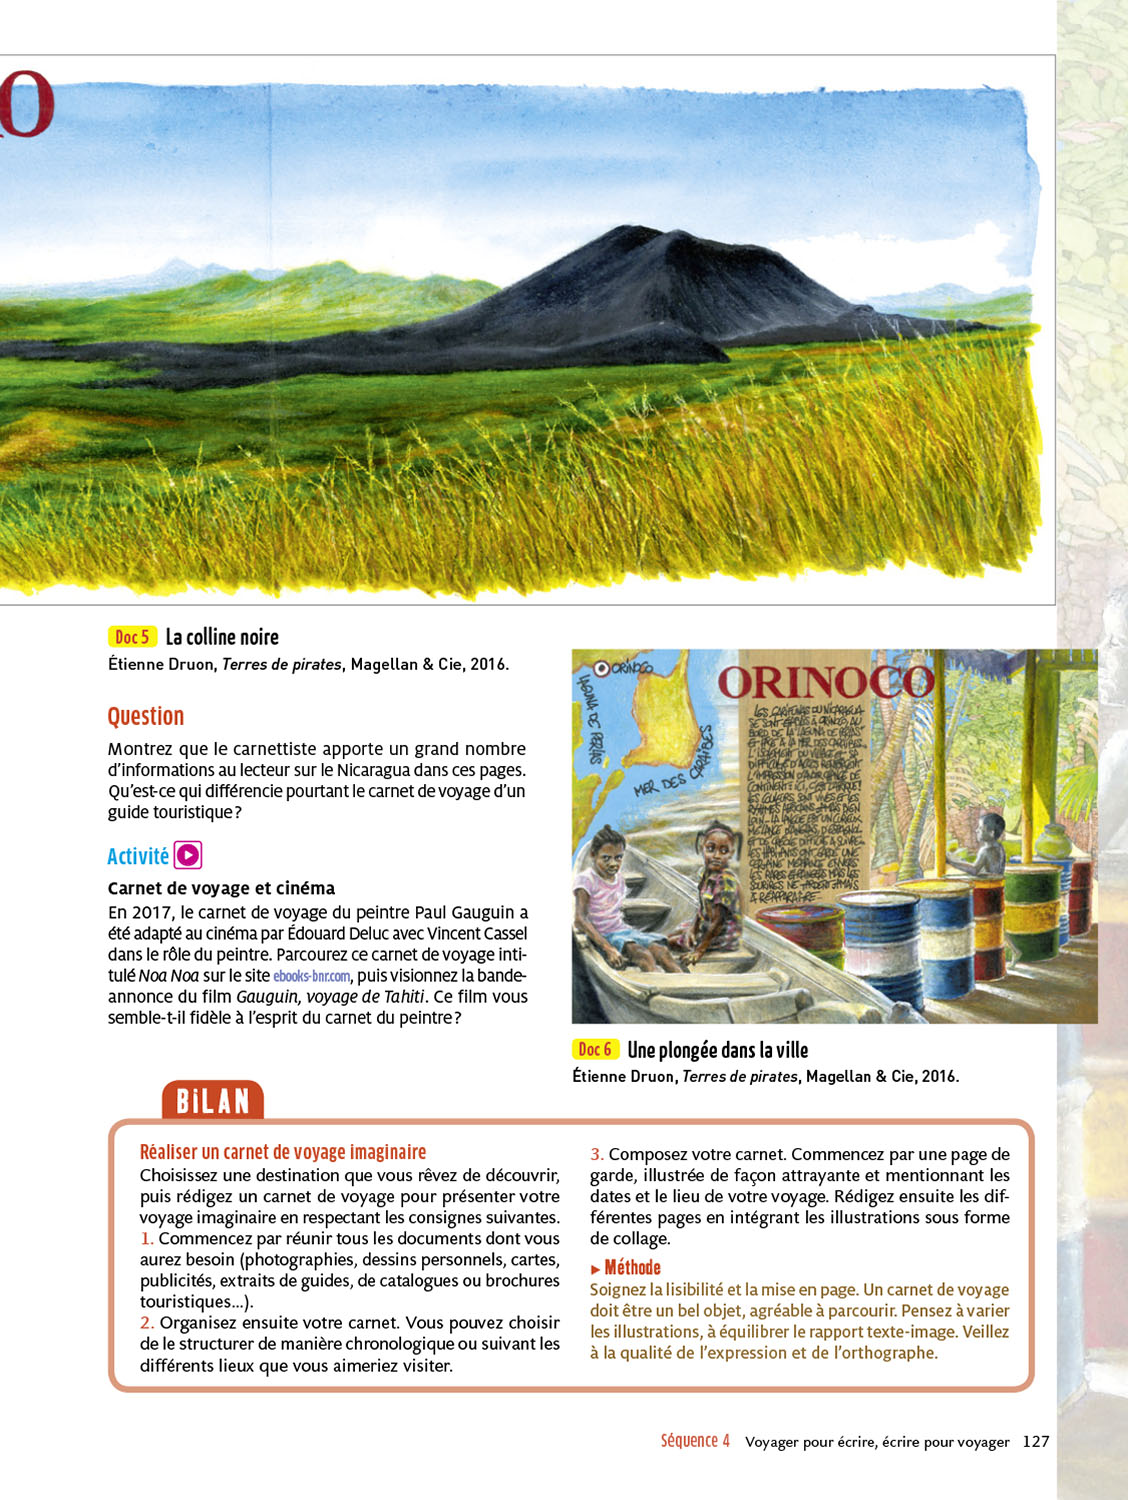 O
Doc 5 La colline noire
Étienne Druon, Terres de pirates, Magellan & Cie, 2016.
Question
Montrez que le carnettiste apporte un grand nombre
d'informations au lecteur sur le Nicaragua dans ces pages.
Qu'est-ce qui différencie pourtant le carnet de voyage d'un
guide touristique ?
Activité
Carnet de voyage et cinéma
En 2017, le carnet de voyage du peintre Paul Gauguin a
été adapté au cinéma par Édouard Deluc avec Vincent Cassel
dans le rôle du peintre. Parcourez ce carnet de voyage inti-
tulé Noa Noa sur le site ebooks-bnr.com, puis visionnez la bande-
annonce du film Gauguin, voyage de Tahiti. Ce film vous
semble-t-il fidèle à l'esprit du carnet du peintre ?
ORINOCO
LAGUNA DE PERLAS
MER DES CARAÏBES
ORINOCO
LES GARIFUNAS DU NICARAGUA
SE SONT ÉTABLIS À ORINOCO, AU
BORD DE LA "LAGUNA DE PERLAS"
ET FACE À LA MER DES CARAÏBES.
L'ISOLEMENT DU VILLAGE ET SA
DIFFICULTÉ D'ACCÈS RENFORCENT
L'IMPRESSION D'AVOIR CHANGÉ DE
CONTINENT : ICI, C'EST L'AFRIQUE !
LES COULEURS SONT VIVES ET LES
RYTHMES AFRICAINS JAMAIS BIEN
LOIN. LA LANGUE EST UN CURIEUX
MÉLANGE D'ANGLAIS, D'ESPAGNOL
ET DE CRÉOLE DIFFICILE À SUIVRE.
LES HABITANTS ONT GARDÉ UNE
CERTAINE MÉFIANCE ENVERS
LES RARES ÉTRANGERS MAIS LES
SOURIRES NE TARDENT JAMAIS
À RÉAPPARAÎTRE.
Doc 6 Une plongée dans la ville
Étienne Druon, Terres de pirates, Magellan & Cie, 2016.
BiLAN
Réaliser un carnet de voyage imaginaire
Choisissez une destination que vous rêvez de découvrir,
puis rédigez un carnet de voyage pour présenter votre
voyage imaginaire en respectant les consignes suivantes.
1. Commencez par réunir tous les documents dont vous
aurez besoin (photographies, dessins personnels, cartes,
publicités, extraits de guides, de catalogues ou brochures
touristiques...).
2. Organisez ensuite votre carnet. Vous pouvez choisir
de le structurer de manière chronologique ou suivant les
différents lieux que vous aimeriez visiter.
3. Composez votre carnet. Commencez par une page de
garde, illustrée de façon attrayante et mentionnant les
dates et le lieu de votre voyage. Rédigez ensuite les dif-
férentes pages en intégrant les illustrations sous forme
de collage.
► Méthode
Soignez la lisibilité et la mise en page. Un carnet de voyage
doit être un bel objet, agréable à parcourir. Pensez à varier
les illustrations, à équilibrer le rapport texte-image. Veillez
à la qualité de l'expression et de l'orthographe.
Séquence 4 Voyager pour écrire, écrire pour voyager 127